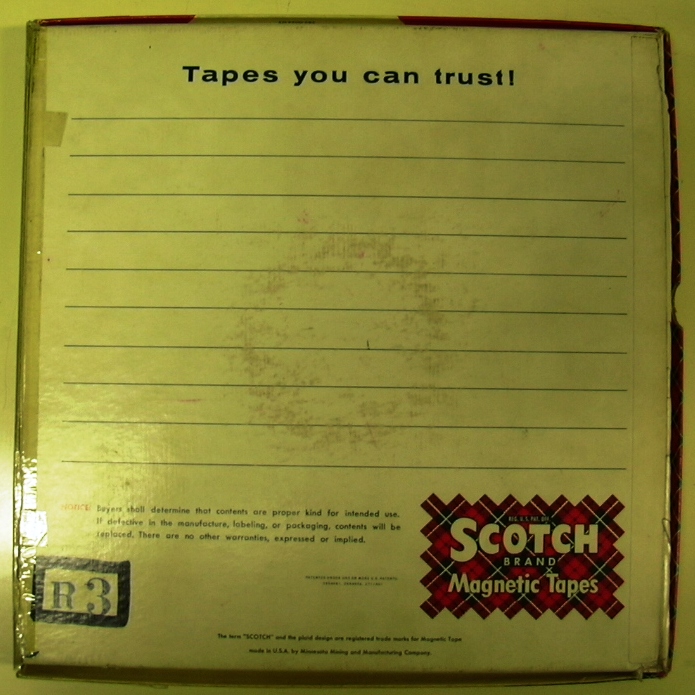 Tapes you can trust!
NOTICE Buyers shall determine that contents are proper kind for intended use.
If defective in the manufacture, labeling, or packaging, contents will be
replaced. There are no other warranties, expressed or implied.
REG. U.S. PAT. OFF.
SCOTCH
BRAND
Magnetic Tapes
R3
The term "SCOTCH" and the plaid design are registered trade marks for Magnetic Tape
made in U.S.A. by Minnesota Mining and Manufacturing Company.